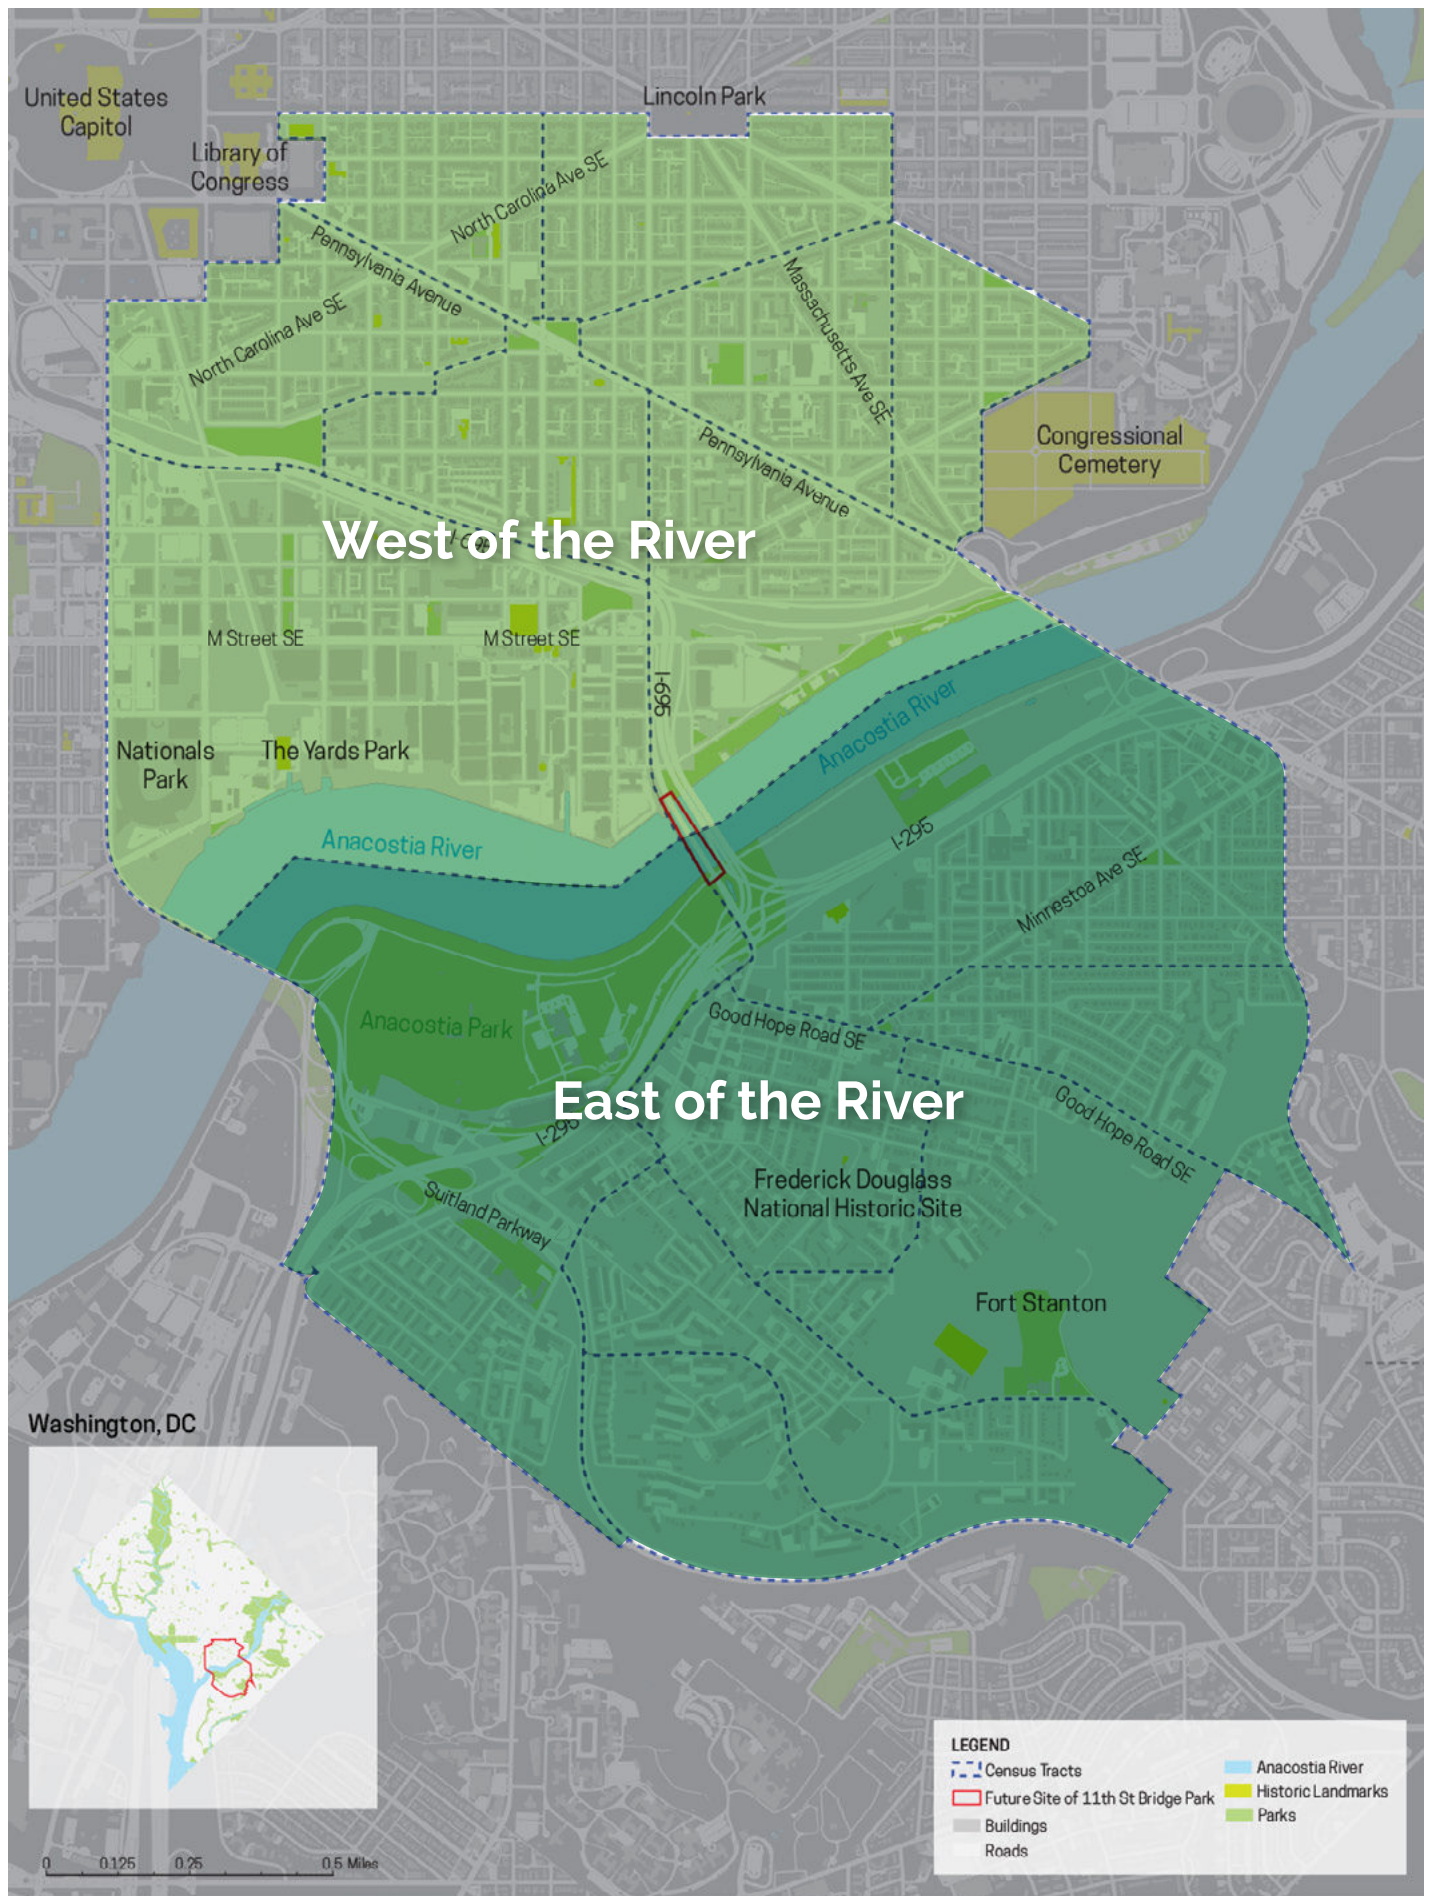 United States
Capitol
Lincoln Park
Library of
Congress
North Carolina Ave SE
Pennsylvania Avenue
North Carolina Ave SE
Massachusetts Ave SE
Congressional
Cemetery
Pennsylvania Avenue
West of the River
M Street SE
M Street SE
I-695
Anacostia River
Nationals
Park
The Yards Park
I-295
Anacostia River
Minnestoa Ave SE
Anacostia Park
Good Hope Road SE
East of the River
I-295
Good Hope Road SE
Frederick Douglass
National Historic Site
Suitland Parkway
Fort Stanton
Washington, DC
LEGEND
Census Tracts
Future Site of 11th St Bridge Park
Buildings
Roads
Anacostia River
Historic Landmarks
Parks
0 0.125 0.25 0.5 Miles